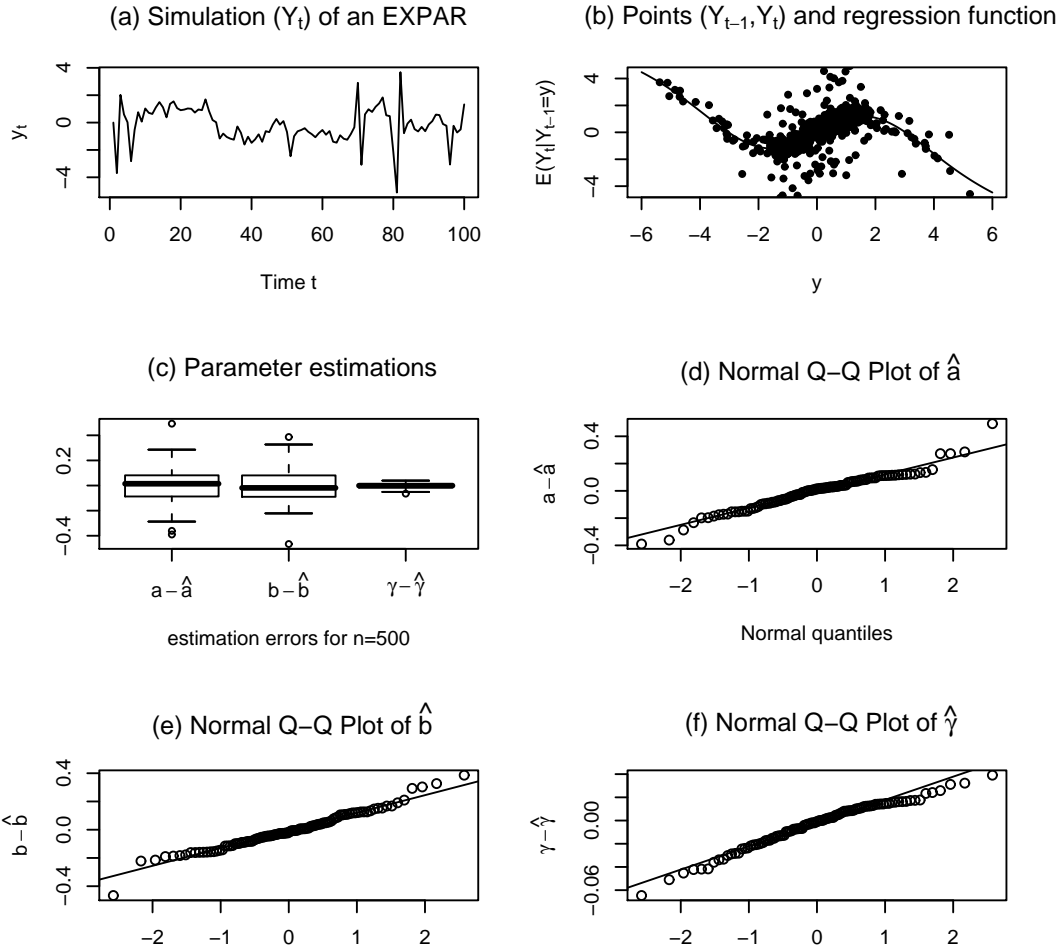 (a) Simulation (Yₜ) of an EXPAR
4
0
−4
yₜ
0 20 40 60 80 100
Time t
(b) Points (Yₜ₋₁,Yₜ) and regression function
4
0
−4
E(Yₜ|Yₜ₋₁=y)
−6 −4 −2 0 2 4 6
y
(c) Parameter estimations
0.2
−0.4
a − â b − b̂ γ − γ̂
estimation errors for n=500
(d) Normal Q−Q Plot of â
0.4
0.0
−0.4
a − â
−2 −1 0 1 2
Normal quantiles
(e) Normal Q−Q Plot of b̂
0.4
0.0
−0.4
b − b̂
−2 −1 0 1 2
(f) Normal Q−Q Plot of γ̂
0.00
−0.06
γ − γ̂
−2 −1 0 1 2